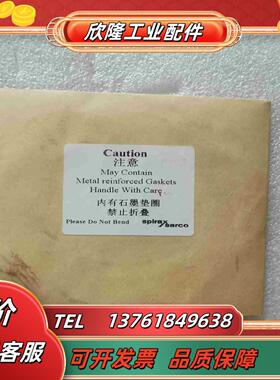 欣隆工业配件
Caution
注意
May Contain
Metal reinforced Gaskets
Handle With Care
内有石墨垫圈
禁止折叠
Please Do Not Bend
spirax
sarco
价
客服
TEL 13761849638
可开发票 品质保障